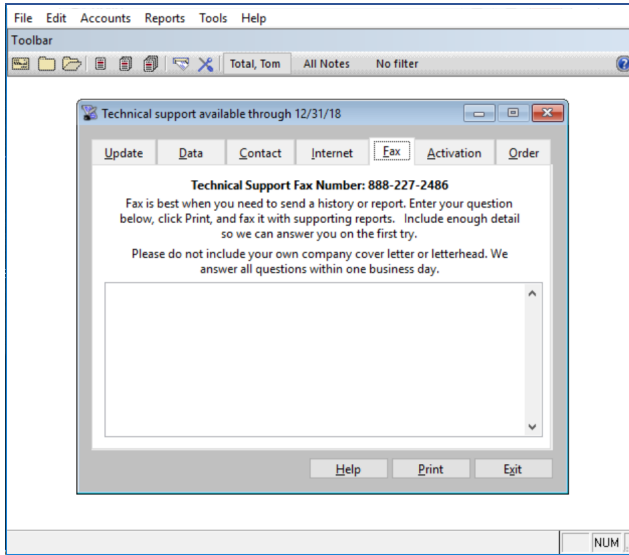 File Edit Accounts Reports Tools Help
Toolbar
Total, Tom All Notes No filter
Technical support available through 12/31/18
Update Data Contact Internet Fax Activation Order
Technical Support Fax Number: 888-227-2486
Fax is best when you need to send a history or report. Enter your question
below, click Print, and fax it with supporting reports. Include enough detail
so we can answer you on the first try.
Please do not include your own company cover letter or letterhead. We
answer all questions within one business day.
Help Print Exit
NUM